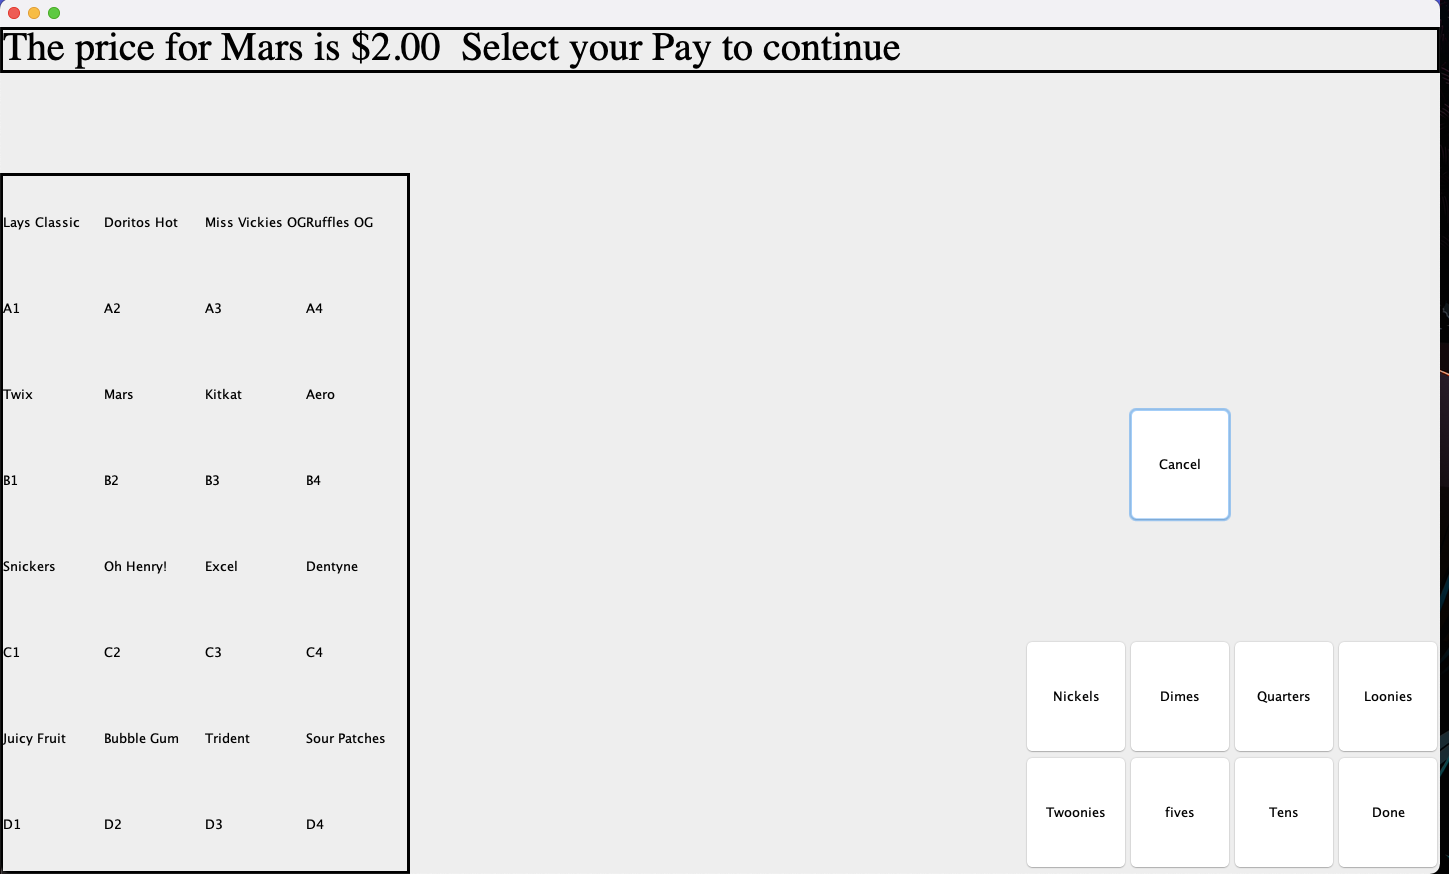 The price for Mars is $2.00  Select your Pay to continue
Lays Classic Doritos Hot Miss Vickies OG Ruffles OG
A1 A2 A3 A4
Twix Mars Kitkat Aero
B1 B2 B3 B4
Snickers Oh Henry! Excel Dentyne
C1 C2 C3 C4
Juicy Fruit Bubble Gum Trident Sour Patches
D1 D2 D3 D4
Cancel
Nickels Dimes Quarters Loonies
Twoonies fives Tens Done